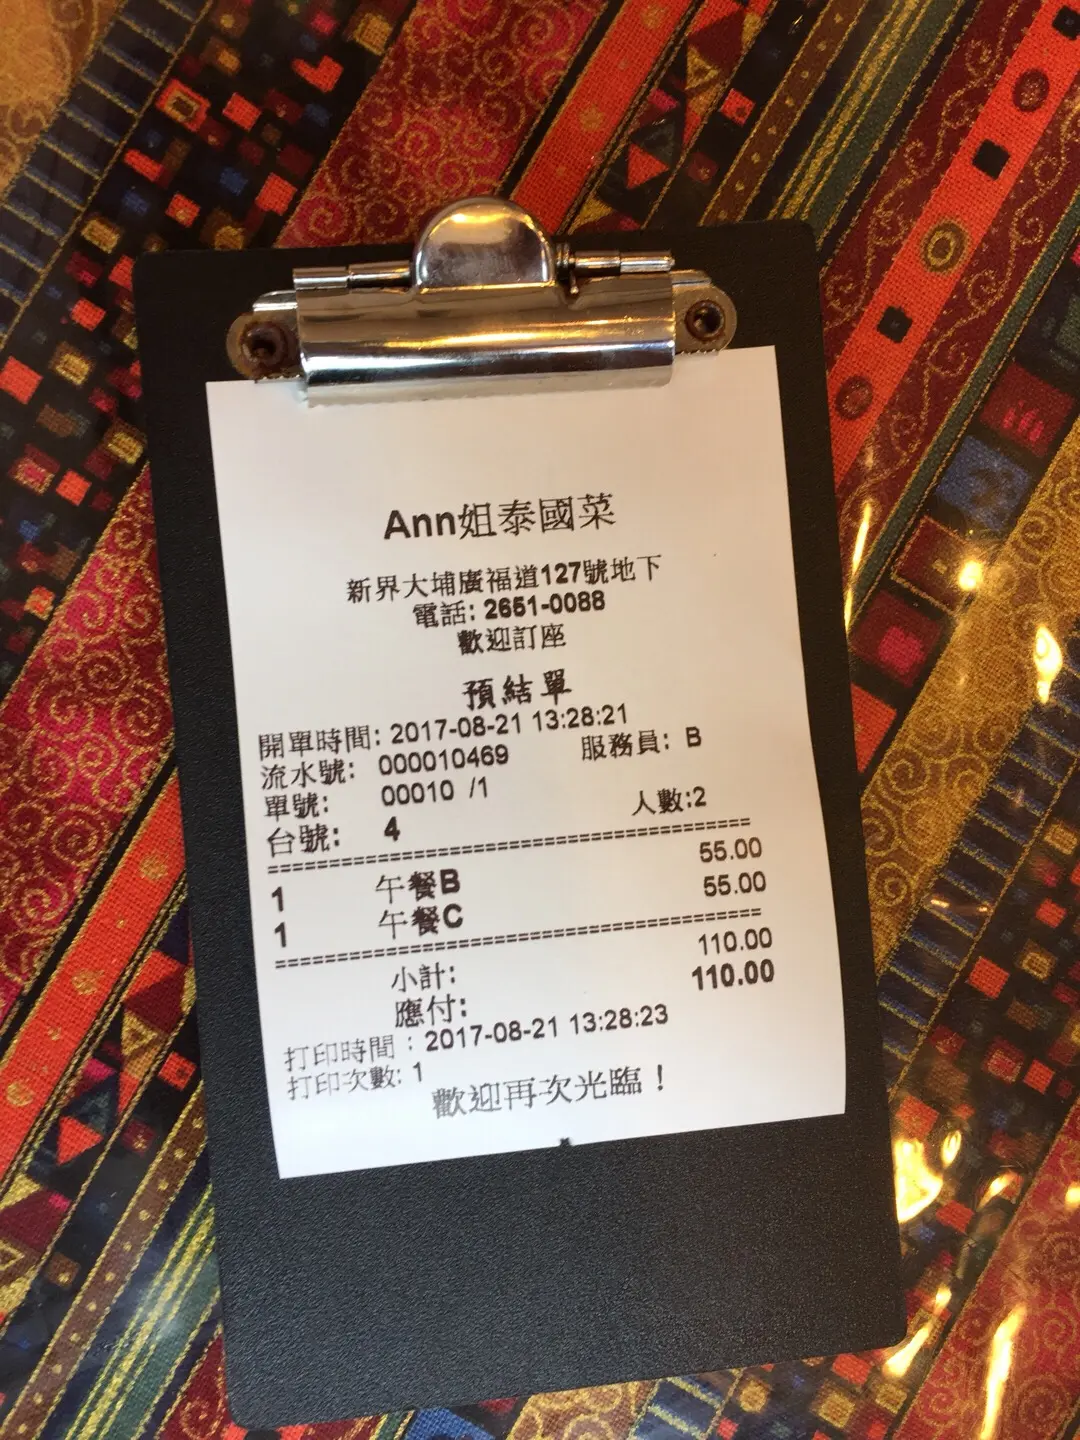 Ann姐泰國菜
新界大埔廣福道127號地下
電話: 2651-0088
歡迎訂座
預結單
開單時間: 2017-08-21 13:28:21
流水號: 000010469 服務員: B
單號: 00010 /1
台號: 4 人數:2
1 午餐B 55.00
1 午餐C 55.00
小計: 110.00
應付: 110.00
打印時間 : 2017-08-21 13:28:23
打印次數: 1
歡迎再次光臨！